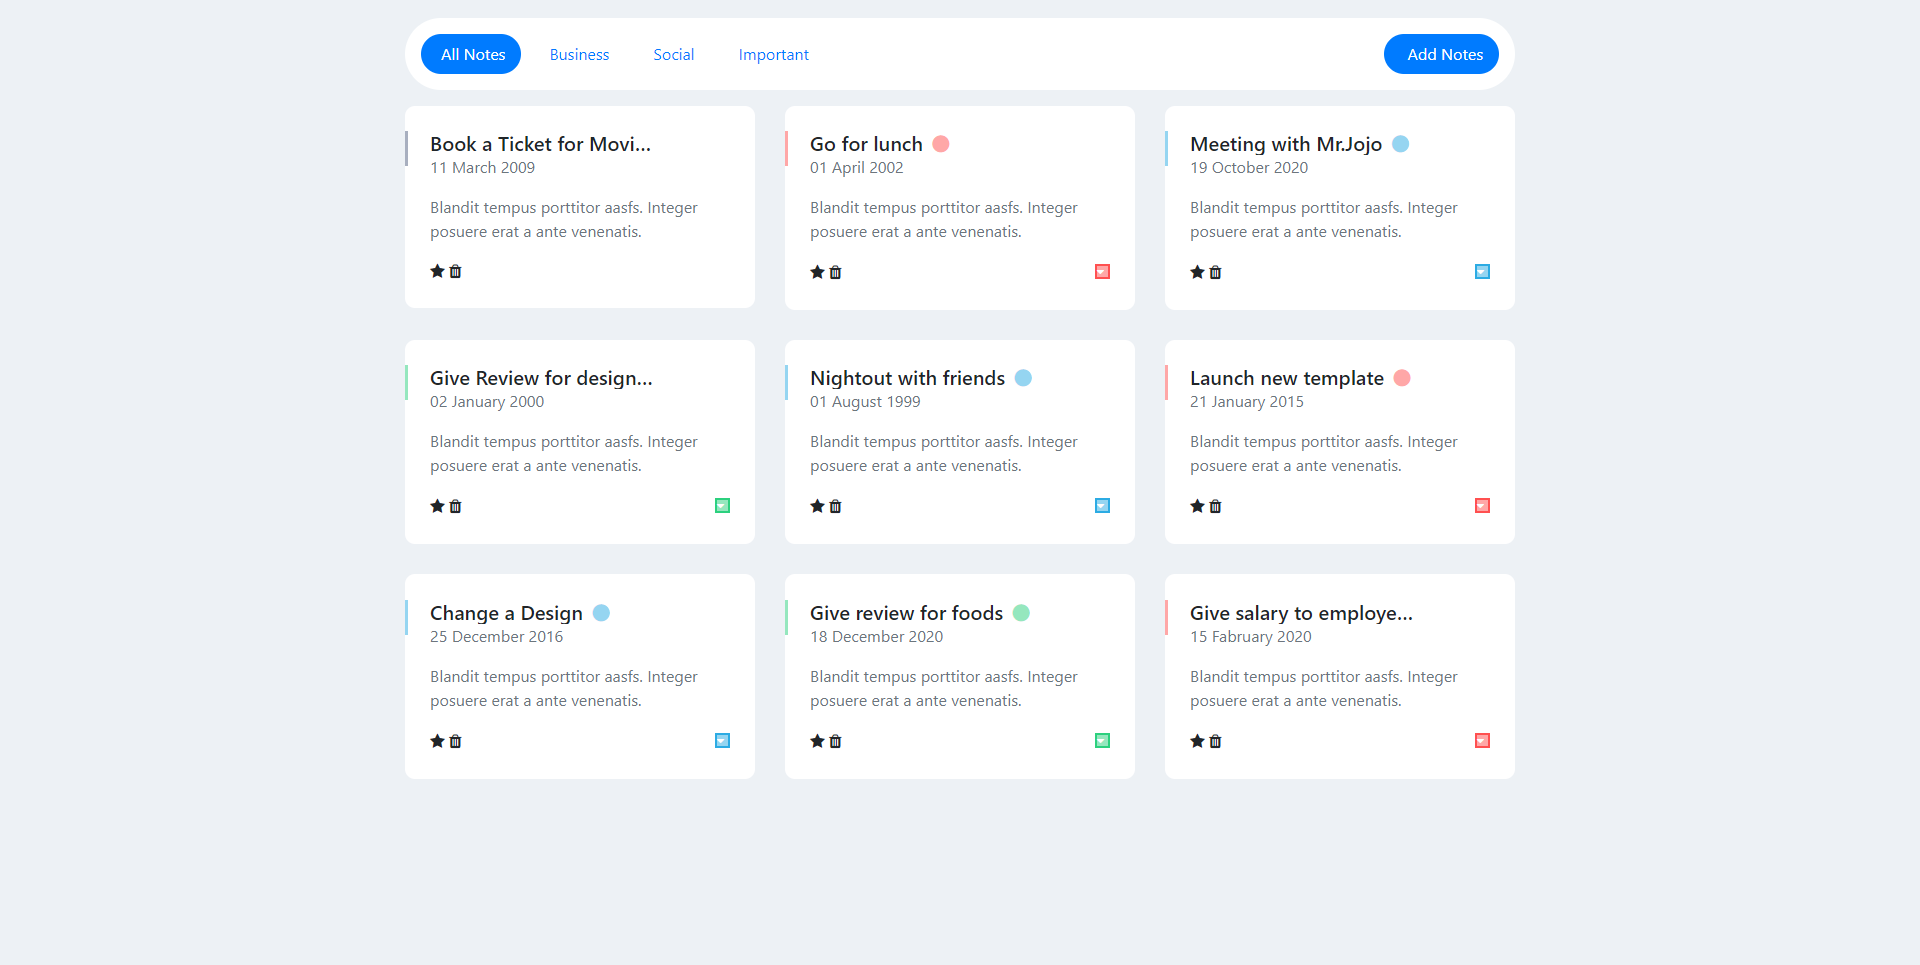 All Notes Business Social Important Add Notes
Book a Ticket for Movi...
11 March 2009
Blandit tempus porttitor aasfs. Integer
posuere erat a ante venenatis.
Go for lunch
01 April 2002
Blandit tempus porttitor aasfs. Integer
posuere erat a ante venenatis.
Meeting with Mr.Jojo
19 October 2020
Blandit tempus porttitor aasfs. Integer
posuere erat a ante venenatis.
Give Review for design...
02 January 2000
Blandit tempus porttitor aasfs. Integer
posuere erat a ante venenatis.
Nightout with friends
01 August 1999
Blandit tempus porttitor aasfs. Integer
posuere erat a ante venenatis.
Launch new template
21 January 2015
Blandit tempus porttitor aasfs. Integer
posuere erat a ante venenatis.
Change a Design
25 December 2016
Blandit tempus porttitor aasfs. Integer
posuere erat a ante venenatis.
Give review for foods
18 December 2020
Blandit tempus porttitor aasfs. Integer
posuere erat a ante venenatis.
Give salary to employe...
15 Fabruary 2020
Blandit tempus porttitor aasfs. Integer
posuere erat a ante venenatis.